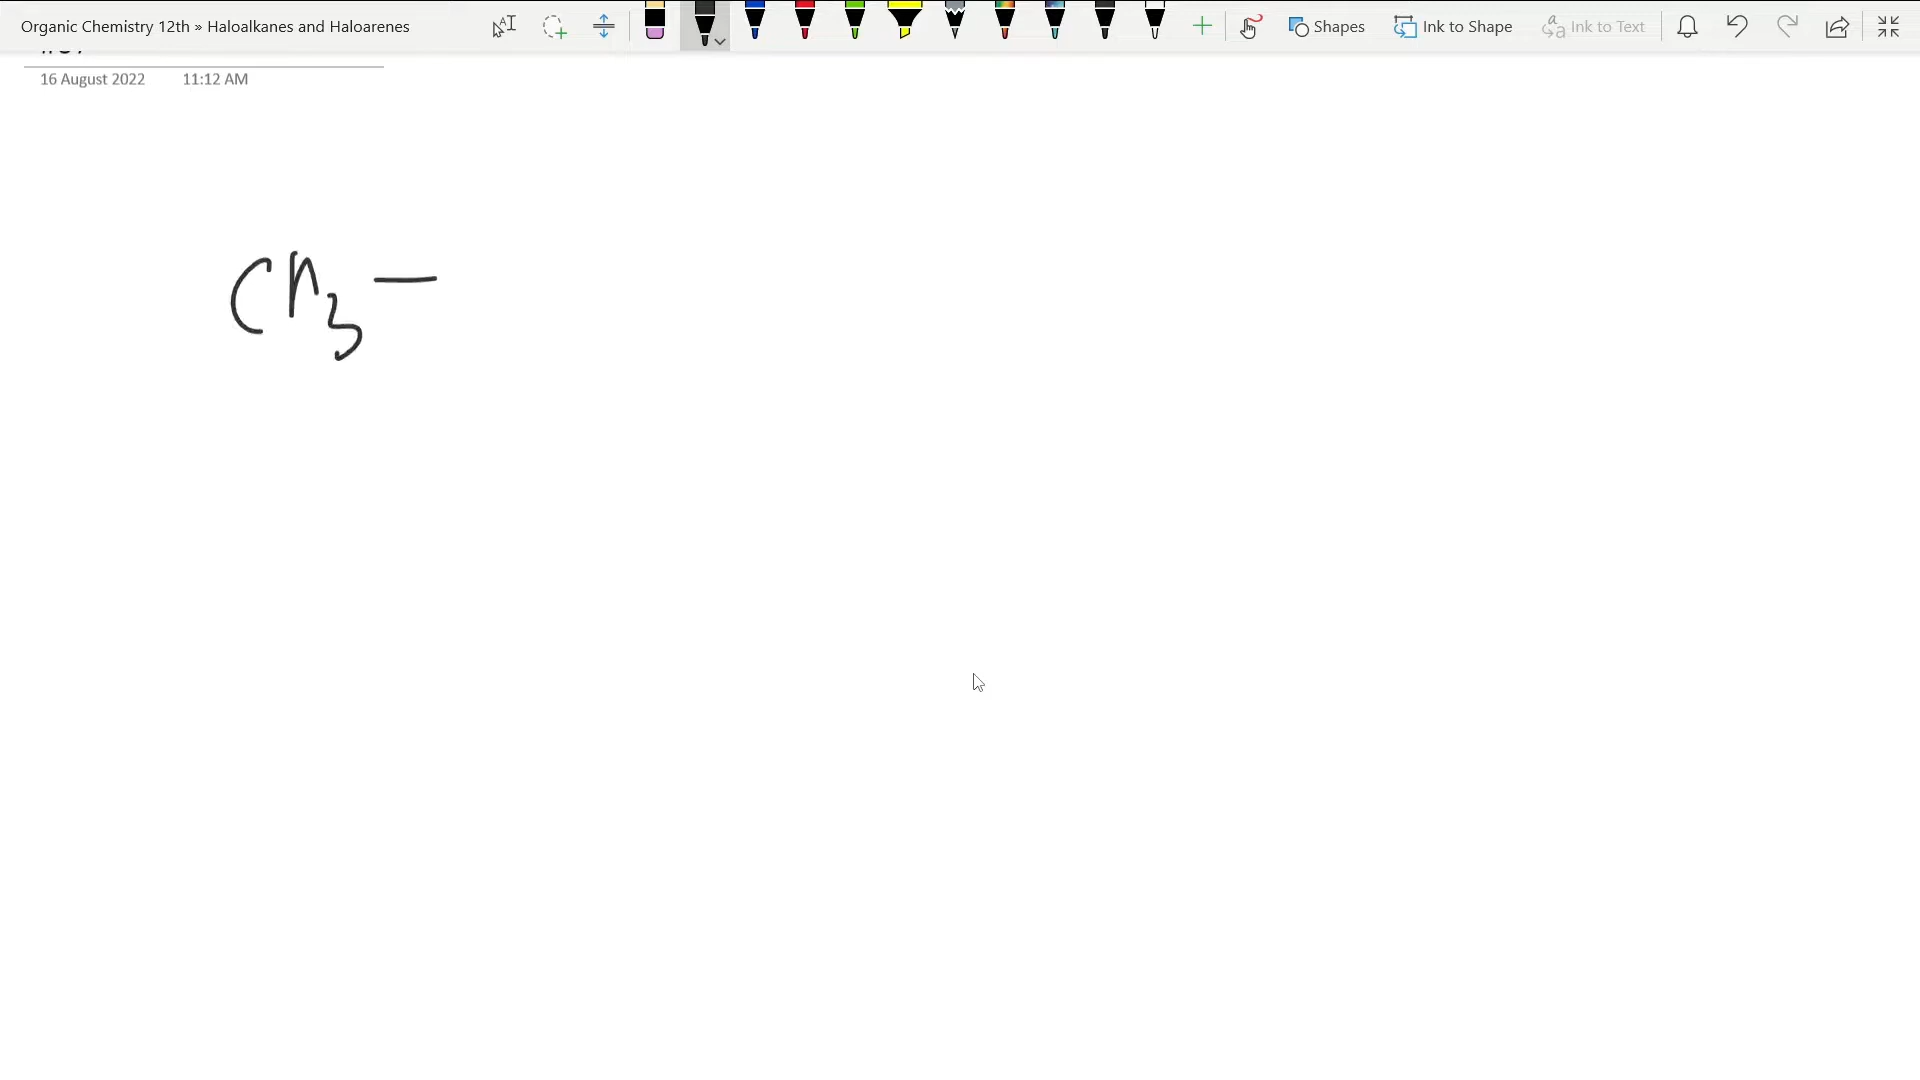 Organic Chemistry 12th » Haloalkanes and Haloarenes
Shapes
Ink to Shape
Ink to Text
16 August 2022 11:12 AM
CH₃ —